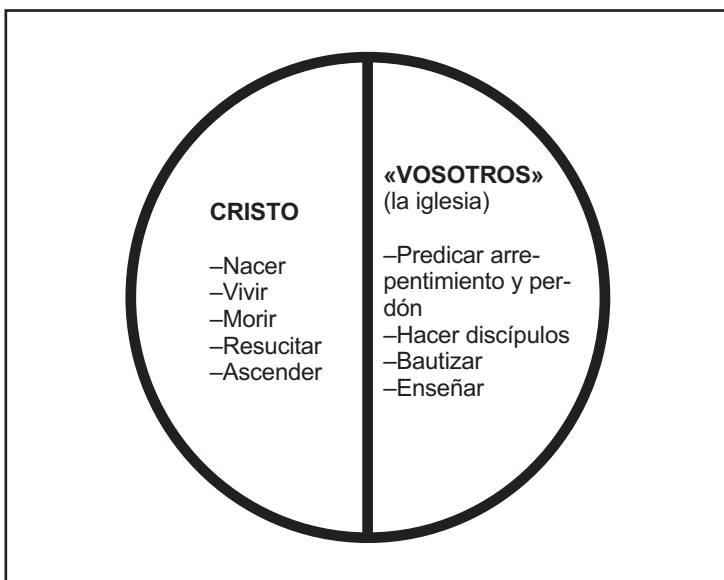 CRISTO
–Nacer
–Vivir
–Morir
–Resucitar
–Ascender
«VOSOTROS»
(la iglesia)
–Predicar arre-
pentimiento y per-
dón
–Hacer discípulos
–Bautizar
–Enseñar